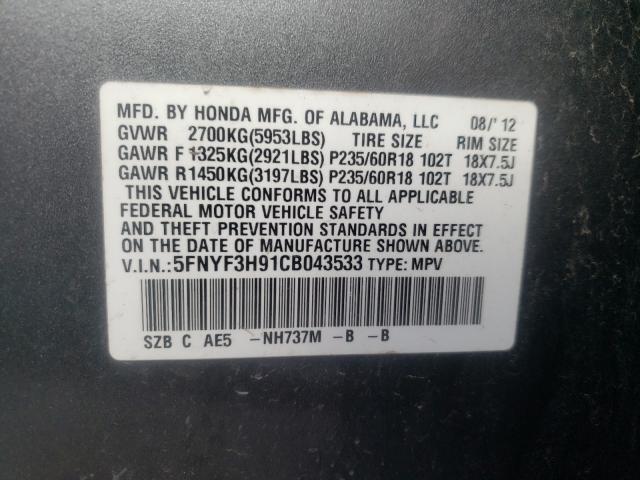 MFD. BY HONDA MFG. OF ALABAMA, LLC 08/'12
GVWR 2700KG(5953LBS) TIRE SIZE RIM SIZE
GAWR F 1325KG(2921LBS) P235/60R18 102T 18X7.5J
GAWR R1450KG(3197LBS) P235/60R18 102T 18X7.5J
THIS VEHICLE CONFORMS TO ALL APPLICABLE
FEDERAL MOTOR VEHICLE SAFETY
AND THEFT PREVENTION STANDARDS IN EFFECT
ON THE DATE OF MANUFACTURE SHOWN ABOVE.
V.I.N.:5FNYF3H91CB043533 TYPE: MPV
SZB C AE5 -NH737M -B -B